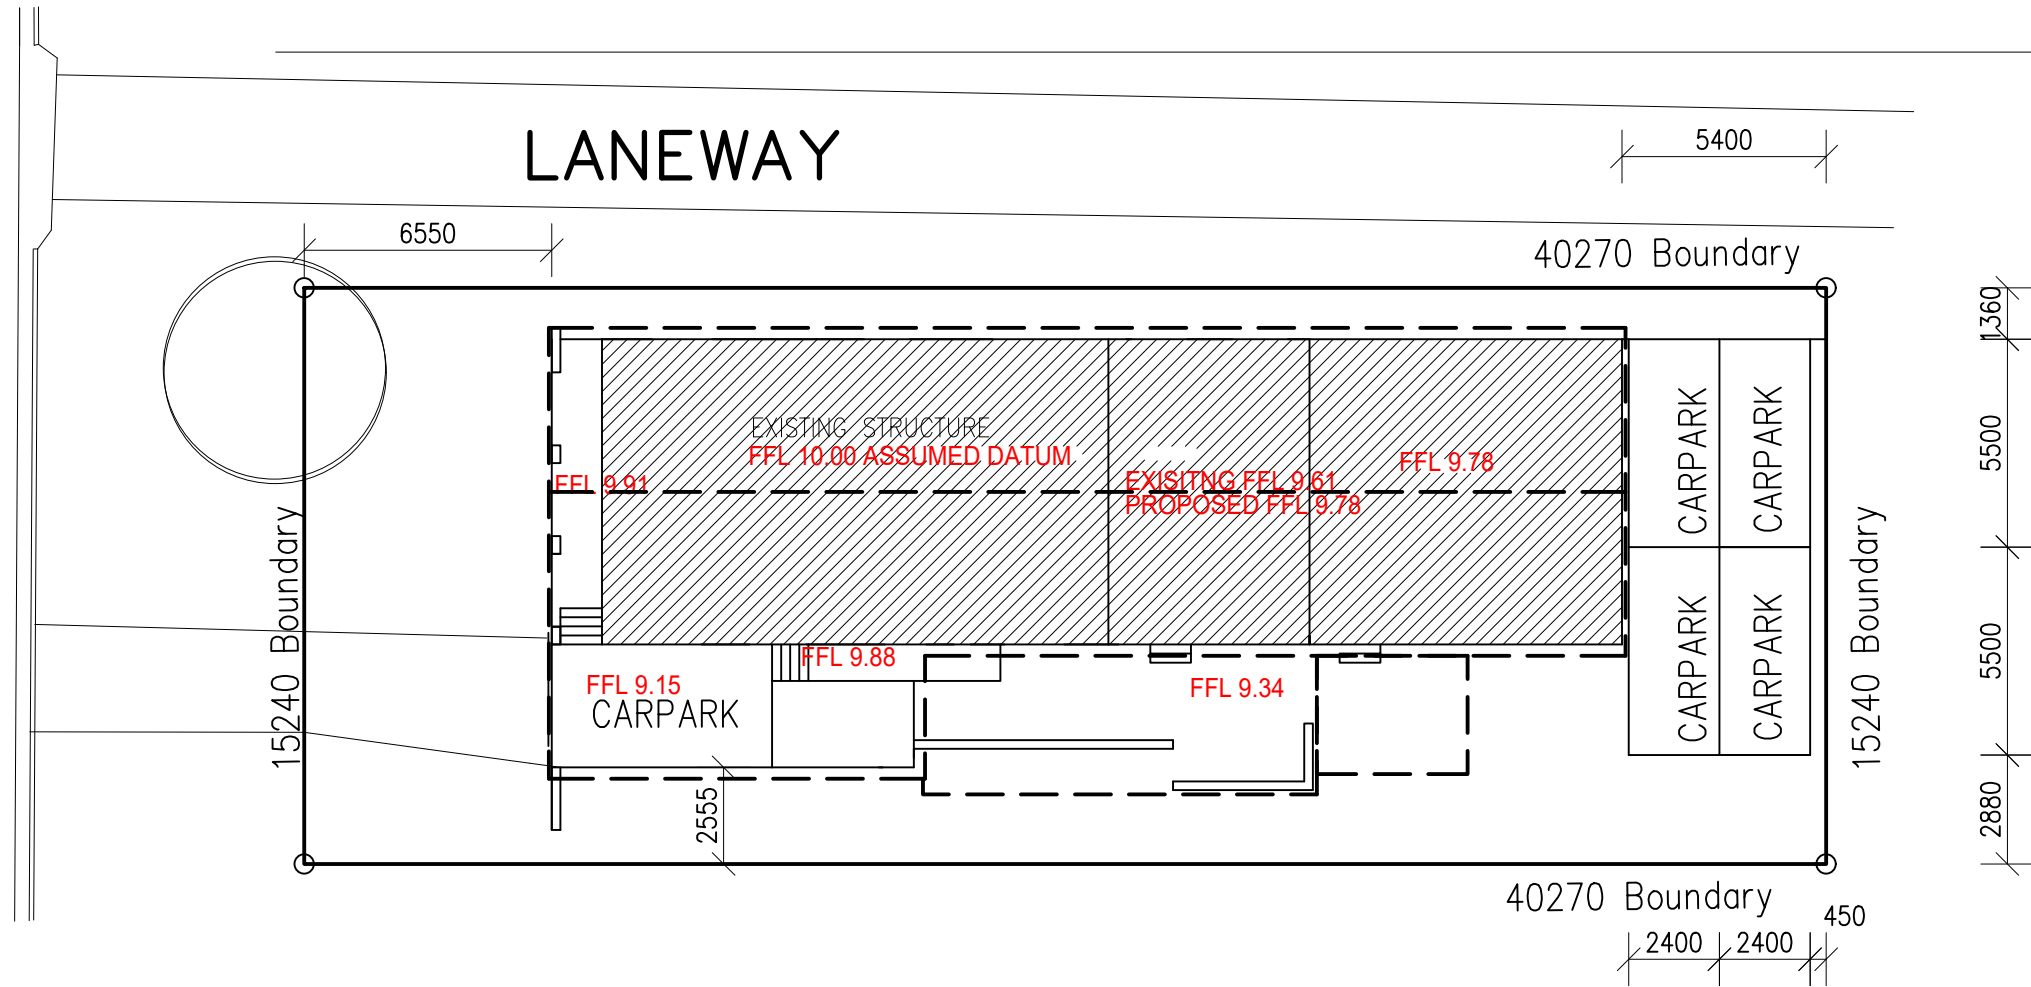 LANEWAY
5400
6550
40270 Boundary
1360
EXISTING STRUCTURE
FFL 10.00 ASSUMED DATUM
FFL 9.78
EXISITNG FFL 9.61
PROPOSED FFL 9.78
FFL 9.91
CARPARK
CARPARK
5500
15240 Boundary
15240 Boundary
FFL 9.88
FFL 9.15
CARPARK
FFL 9.34
CARPARK
CARPARK
5500
2555
2880
40270 Boundary
450
2400
2400